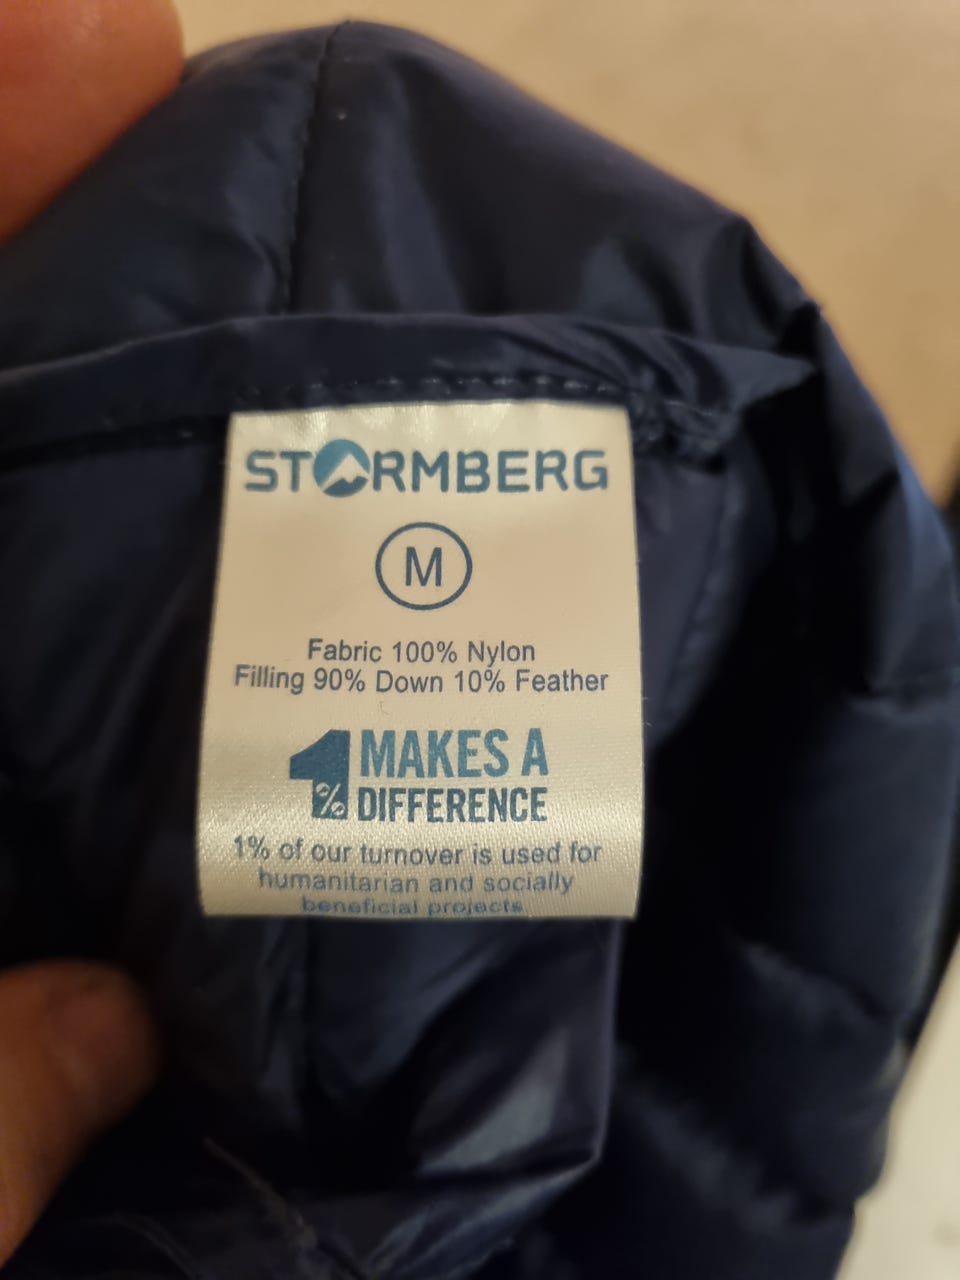 STORMBERG
M
Fabric 100% Nylon
Filling 90% Down 10% Feather
1% MAKES A
DIFFERENCE
1% of our turnover is used for
humanitarian and socially
beneficial projects